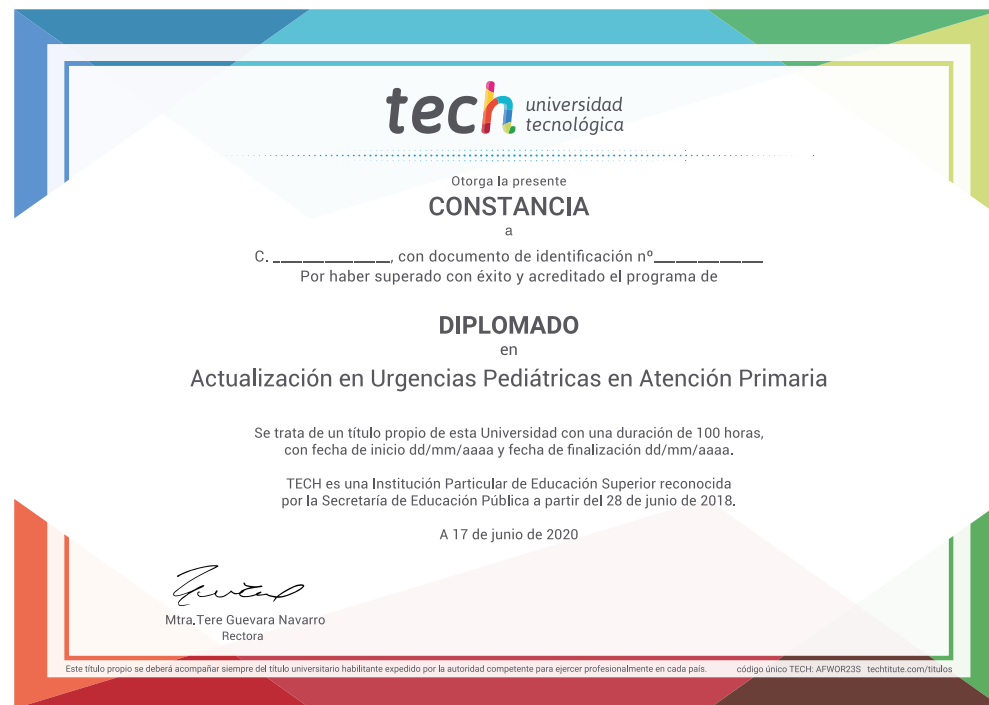 tech universidad
tecnológica
Otorga la presente
CONSTANCIA
a
C. ______________, con documento de identificación nº_____________
Por haber superado con éxito y acreditado el programa de
DIPLOMADO
en
Actualización en Urgencias Pediátricas en Atención Primaria
Se trata de un título propio de esta Universidad con una duración de 100 horas,
con fecha de inicio dd/mm/aaaa y fecha de finalización dd/mm/aaaa.
TECH es una Institución Particular de Educación Superior reconocida
por la Secretaría de Educación Pública a partir del 28 de junio de 2018.
A 17 de junio de 2020
Mtra.Tere Guevara Navarro
Rectora
Este título propio se deberá acompañar siempre del título universitario habilitante expedido por la autoridad competente para ejercer profesionalmente en cada país. código único TECH: AFWOR23S techtitute.com/titulos